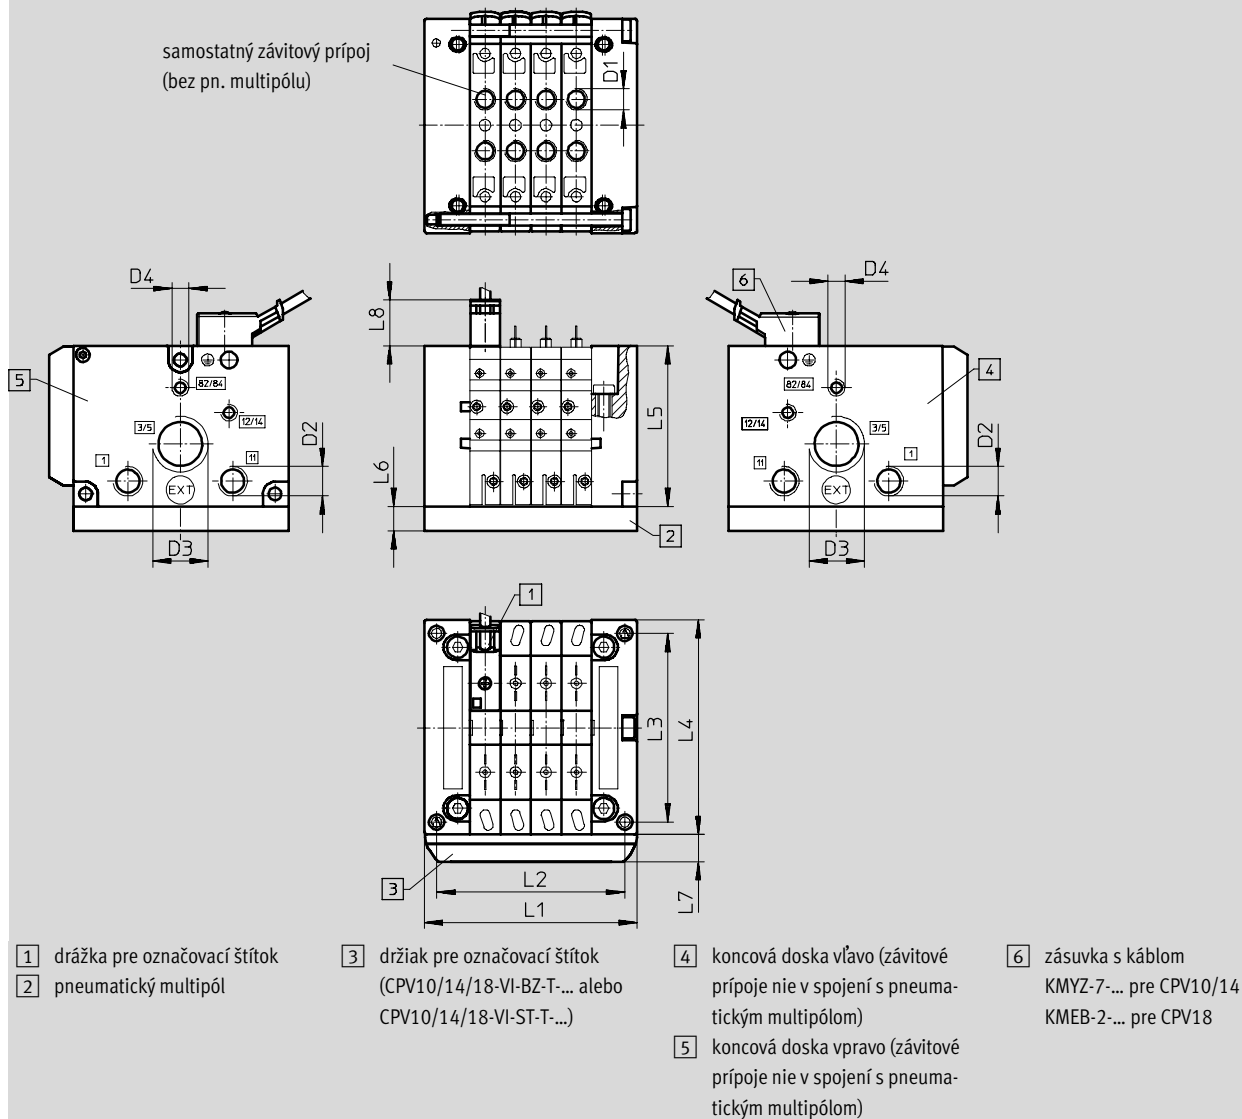 samostatný závitový prípoj
(bez pn. multipólu)
D1
D4
L8
6
D4
5
82/84
12/14
3/5
1
11
EXT
D2
D3
L6
L5
2
82/84
12/14
3/5
11
1
EXT
4
D2
D3
1
L3
L4
3
L2
L1
L7
1 drážka pre označovací štítok
2 pneumatický multipól
3 držiak pre označovací štítok
(CPV10/14/18-VI-BZ-T-... alebo
CPV10/14/18-VI-ST-T-...)
4 koncová doska vľavo (závitové
prípoje nie v spojení s pneuma-
tickým multipólom)
5 koncová doska vpravo (závitové
prípoje nie v spojení s pneuma-
tickým multipólom)
6 zásuvka s káblom
KMYZ-7-... pre CPV10/14
KMEB-2-... pre CPV18